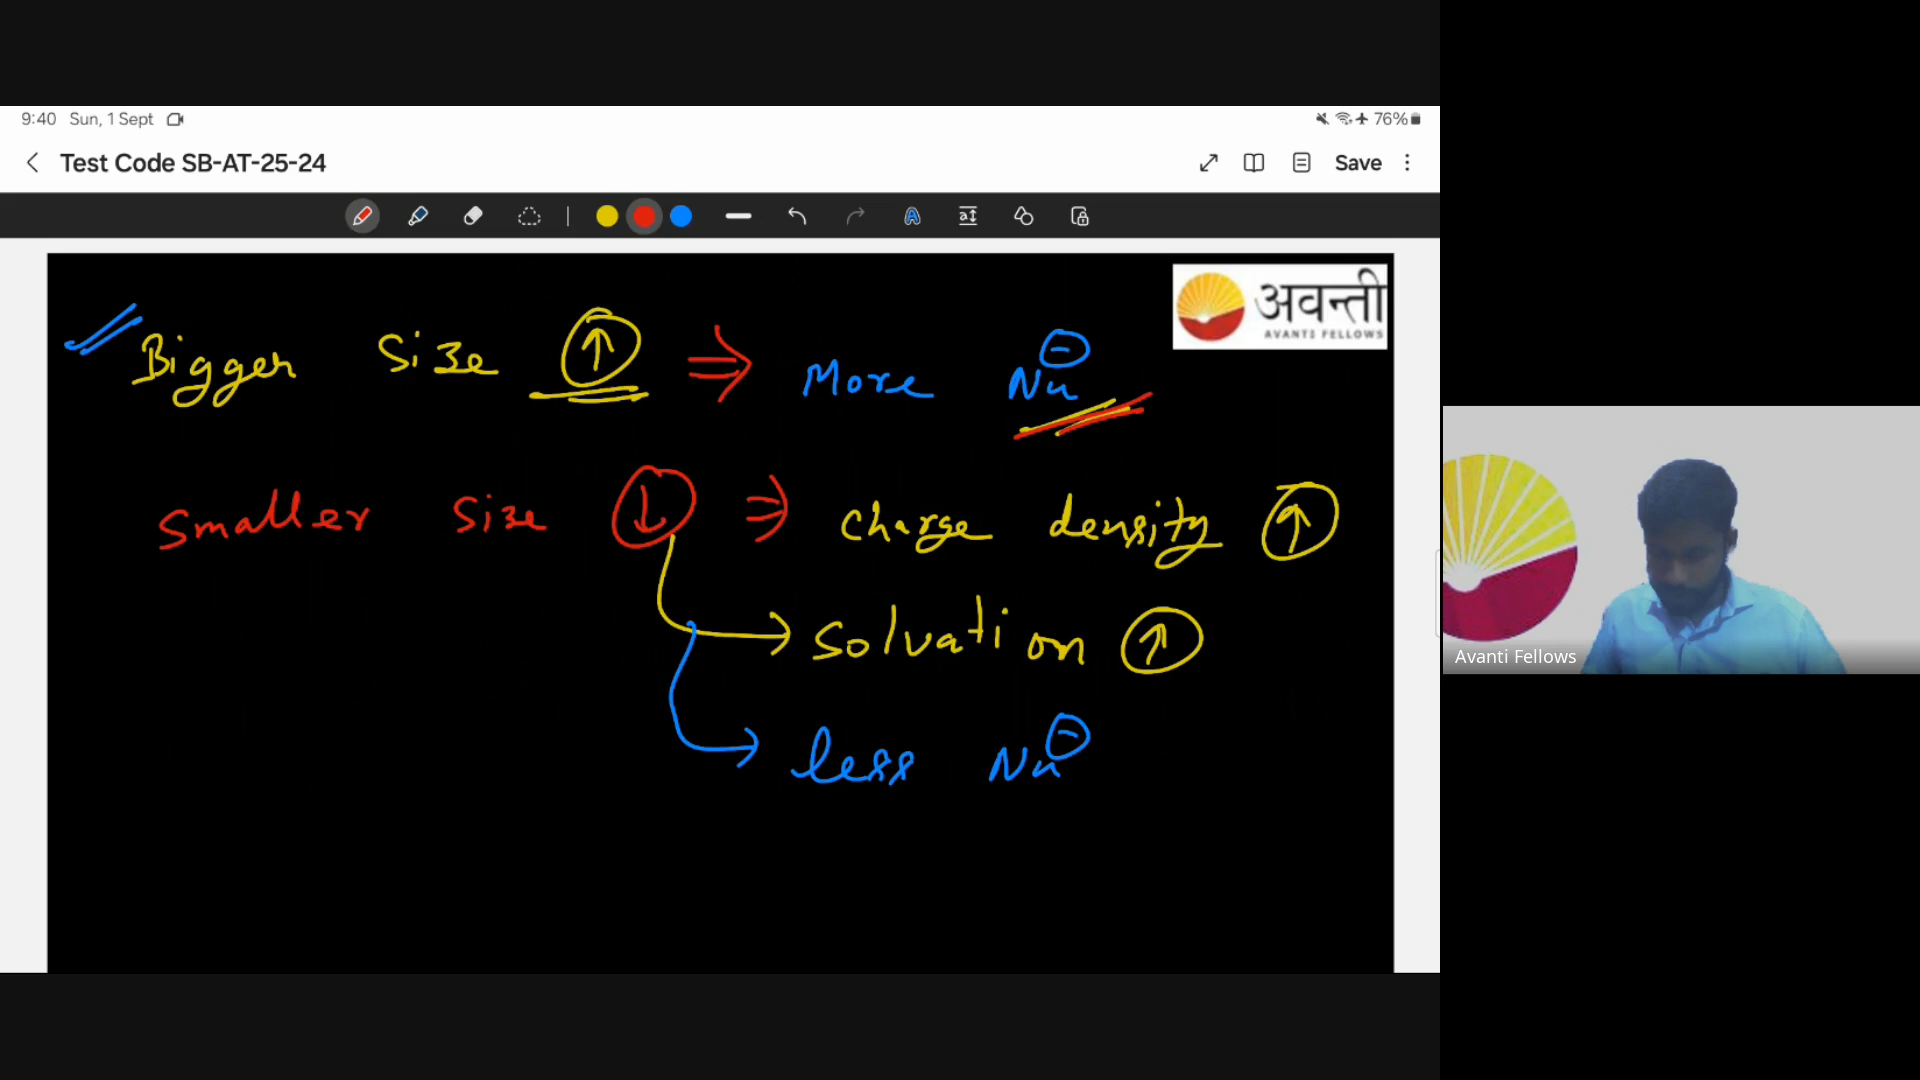 9:40 Sun, 1 Sept 76%
Test Code SB-AT-25-24 Save
अवन्ती
AVANTI FELLOWS
Bigger size ↑ ⇒ More Nu⊖
smaller size ↓ ⇒ charge density ↑
→ solvation ↑
→ less Nu⊖
Avanti Fellows